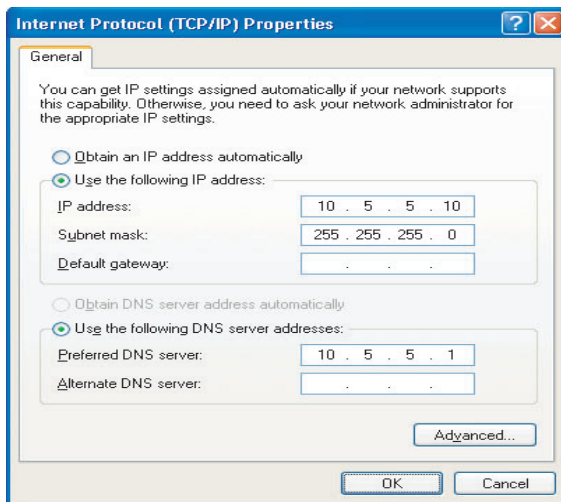 Internet Protocol (TCP/IP) Properties
General
You can get IP settings assigned automatically if your network supports
this capability. Otherwise, you need to ask your network administrator for
the appropriate IP settings.
Obtain an IP address automatically
Use the following IP address:
IP address: 10 . 5 . 5 . 10
Subnet mask: 255 . 255 . 255 . 0
Default gateway: . . .
Obtain DNS server address automatically
Use the following DNS server addresses:
Preferred DNS server: 10 . 5 . 5 . 1
Alternate DNS server: . . .
Advanced...
OK Cancel